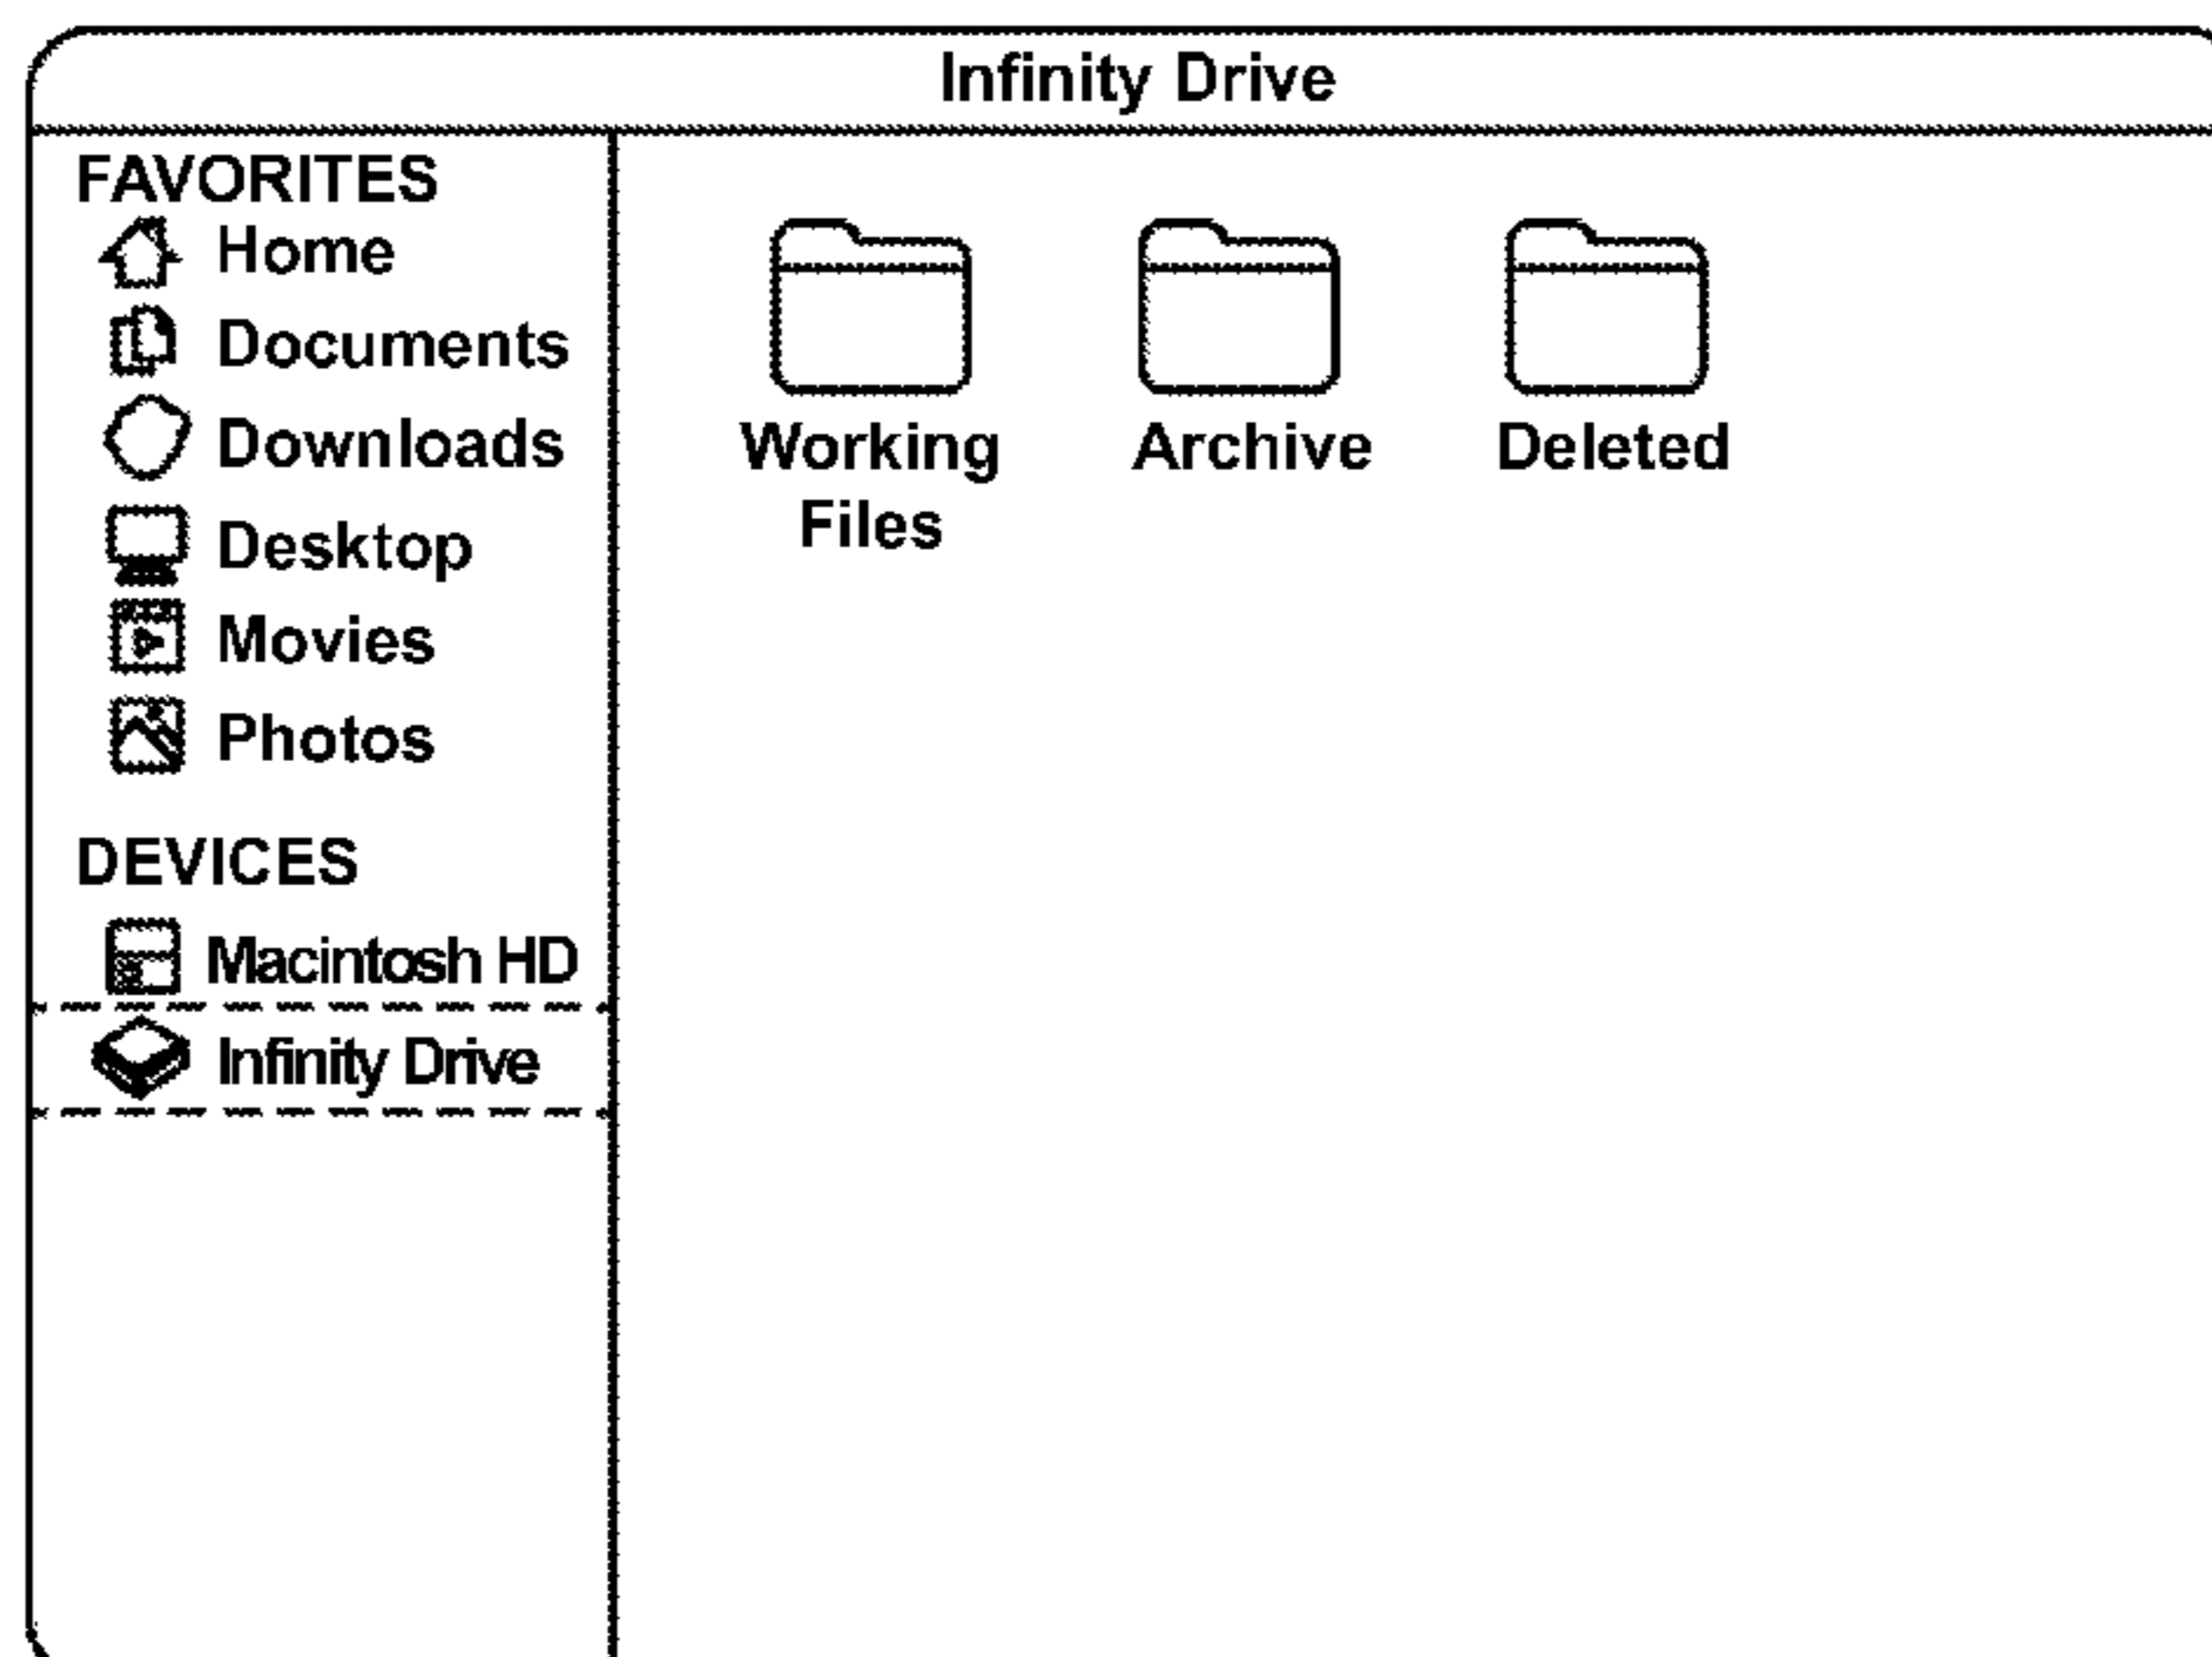 Infinity Drive
FAVORITES
Home
Documents
Downloads
Desktop
Movies
Photos
DEVICES
Macintosh HD
Infinity Drive
Working
Files
Archive
Deleted